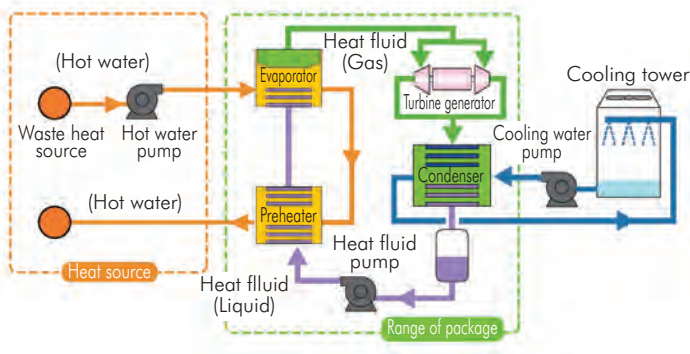 (Hot water)
Waste heat
source
Hot water
pump
(Hot water)
Heat source
Evaporator
Heat fluid
(Gas)
Turbine generator
Preheater
Condenser
Heat fluid
pump
Heat flluid
(Liquid)
Range of package
Cooling water
pump
Cooling tower